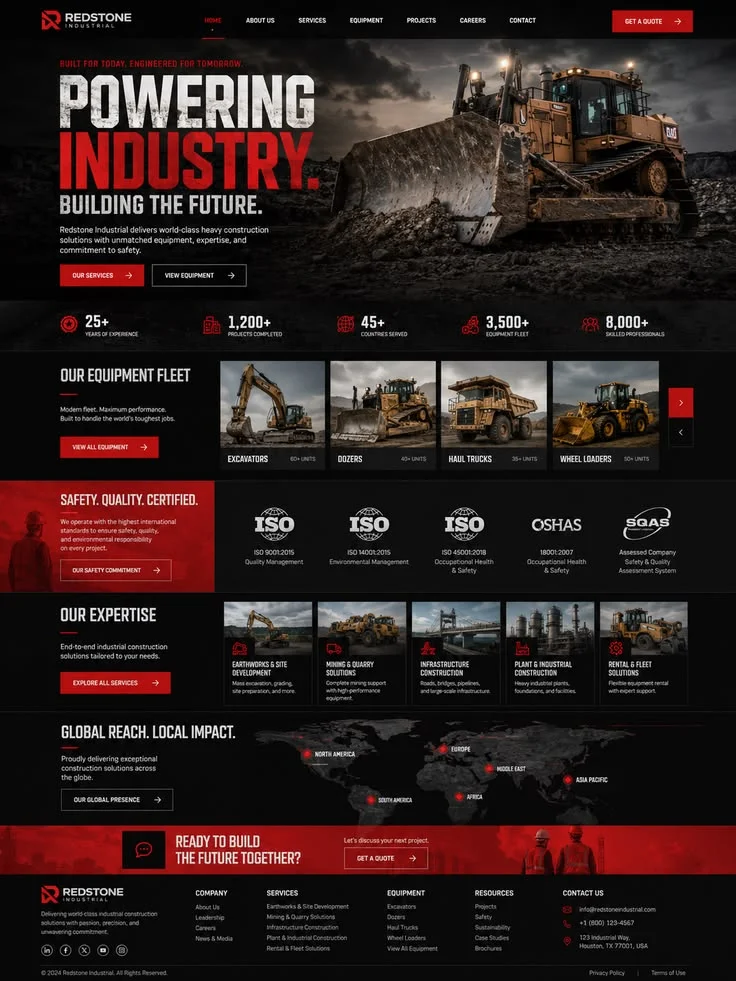 REDSTONE
INDUSTRIAL
HOME
ABOUT US
SERVICES
EQUIPMENT
PROJECTS
CAREERS
CONTACT
GET A QUOTE
BUILT FOR TODAY. ENGINEERED FOR TOMORROW.
POWERING
INDUSTRY.
BUILDING THE FUTURE.
Redstone Industrial delivers world-class heavy construction
solutions with unmatched equipment, expertise, and
commitment to safety.
OUR SERVICES
VIEW EQUIPMENT
CAT
25+
YEARS OF EXPERIENCE
1,200+
PROJECTS COMPLETED
45+
COUNTRIES SERVED
3,500+
EQUIPMENT FLEET
8,000+
SKILLED PROFESSIONALS
OUR EQUIPMENT FLEET
Modern fleet. Maximum performance.
Built to handle the world's toughest jobs.
VIEW ALL EQUIPMENT
EXCAVATORS
60+ UNITS
DOZERS
40+ UNITS
HAUL TRUCKS
35+ UNITS
WHEEL LOADERS
50+ UNITS
SAFETY. QUALITY. CERTIFIED.
We operate with the highest international
standards to ensure safety, quality,
and environmental responsibility
on every project.
OUR SAFETY COMMITMENT
ISO
ISO 9001:2015
Quality Management
ISO
ISO 14001:2015
Environmental Management
ISO
ISO 45001:2018
Occupational Health
& Safety
OSHAS
18001:2007
Occupational Health
& Safety
SQAS
Assessed Company
Safety & Quality
Assessment System
OUR EXPERTISE
End-to-end industrial construction
solutions tailored to your needs.
EXPLORE ALL SERVICES
EARTHWORKS & SITE
DEVELOPMENT
Mass excavation, grading,
site preparation, and more.
MINING & QUARRY
SOLUTIONS
Complete mining support
with high-performance
equipment.
INFRASTRUCTURE
CONSTRUCTION
Roads, bridges, pipelines,
and large-scale infrastructure.
PLANT & INDUSTRIAL
CONSTRUCTION
Heavy industrial plants,
foundations, and facilities.
RENTAL & FLEET
SOLUTIONS
Flexible equipment rental
with expert support.
GLOBAL REACH. LOCAL IMPACT.
Proudly delivering exceptional
construction solutions across
the globe.
OUR GLOBAL PRESENCE
NORTH AMERICA
EUROPE
MIDDLE EAST
ASIA PACIFIC
SOUTH AMERICA
AFRICA
READY TO BUILD
THE FUTURE TOGETHER?
Let's discuss your next project.
GET A QUOTE
REDSTONE
INDUSTRIAL
Delivering world-class industrial construction
solutions with passion, precision, and
unwavering commitment.
COMPANY
About Us
Leadership
Careers
News & Media
SERVICES
Earthworks & Site Development
Mining & Quarry Solutions
Infrastructure Construction
Plant & Industrial Construction
Rental & Fleet Solutions
EQUIPMENT
Excavators
Dozers
Haul Trucks
Wheel Loaders
View All Equipment
RESOURCES
Projects
Safety
Sustainability
Case Studies
Brochures
CONTACT US
info@redstoneindustrial.com
+1 (800) 123-4567
123 Industrial Way,
Houston, TX 77001, USA
© 2024 Redstone Industrial. All Rights Reserved.
Privacy Policy
Terms of Use